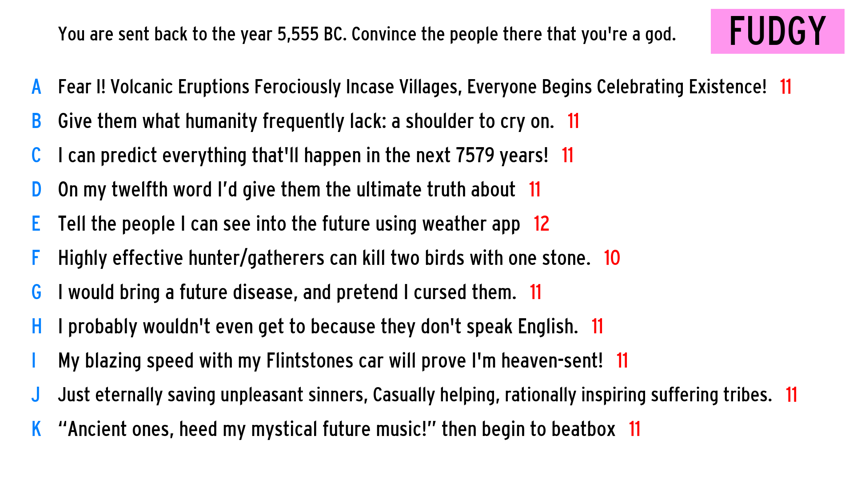 You are sent back to the year 5,555 BC. Convince the people there that you're a god. FUDGY
A Fear I! Volcanic Eruptions Ferociously Incase Villages, Everyone Begins Celebrating Existence! 11
B Give them what humanity frequently lack: a shoulder to cry on. 11
C I can predict everything that'll happen in the next 7579 years! 11
D On my twelfth word I’d give them the ultimate truth about 11
E Tell the people I can see into the future using weather app 12
F Highly effective hunter/gatherers can kill two birds with one stone. 10
G I would bring a future disease, and pretend I cursed them. 11
H I probably wouldn't even get to because they don't speak English. 11
I My blazing speed with my Flintstones car will prove I'm heaven-sent! 11
J Just eternally saving unpleasant sinners, Casually helping, rationally inspiring suffering tribes. 11
K “Ancient ones, heed my mystical future music!” then begin to beatbox 11